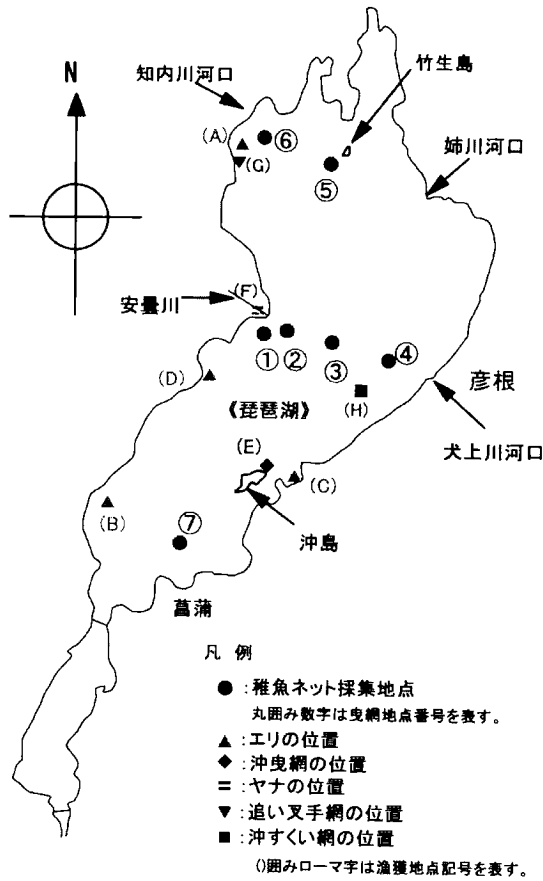 N
知内川河口
竹生島
(A)
⑥
(G)
⑤
姉川河口
(F)
安曇川
① ② ③ ④
(D)
彦根
《琵琶湖》
(H)
犬上川河口
(E)
(C)
(B)
⑦
沖島
菖蒲
凡 例
● :稚魚ネット採集地点
丸囲み数字は曳網地点番号を表す。
▲ :エリの位置
◆ :沖曳網の位置
= :ヤナの位置
▼ :追い叉手網の位置
■ :沖すくい網の位置
()囲みローマ字は漁獲地点記号を表す。